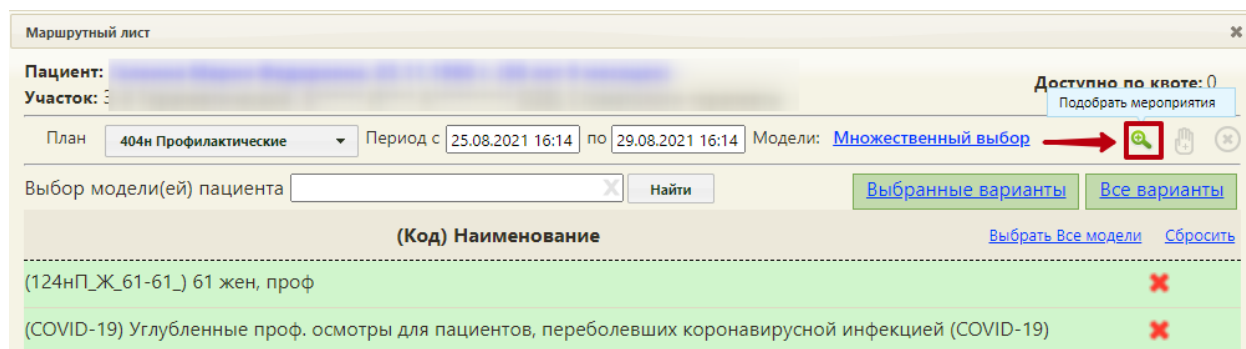 Маршрутный лист
Пациент:
Участок:
Доступно по квоте: 0
Подобрать мероприятия
План 404н Профилактические Период с 25.08.2021 16:14 по 29.08.2021 16:14 Модели: Множественный выбор
Выбор модели(ей) пациента Найти Выбранные варианты Все варианты
(Код) Наименование Выбрать Все модели Сбросить
(124нП_Ж_61-61_) 61 жен, проф
(COVID-19) Углубленные проф. осмотры для пациентов, переболевших коронавирусной инфекцией (COVID-19)